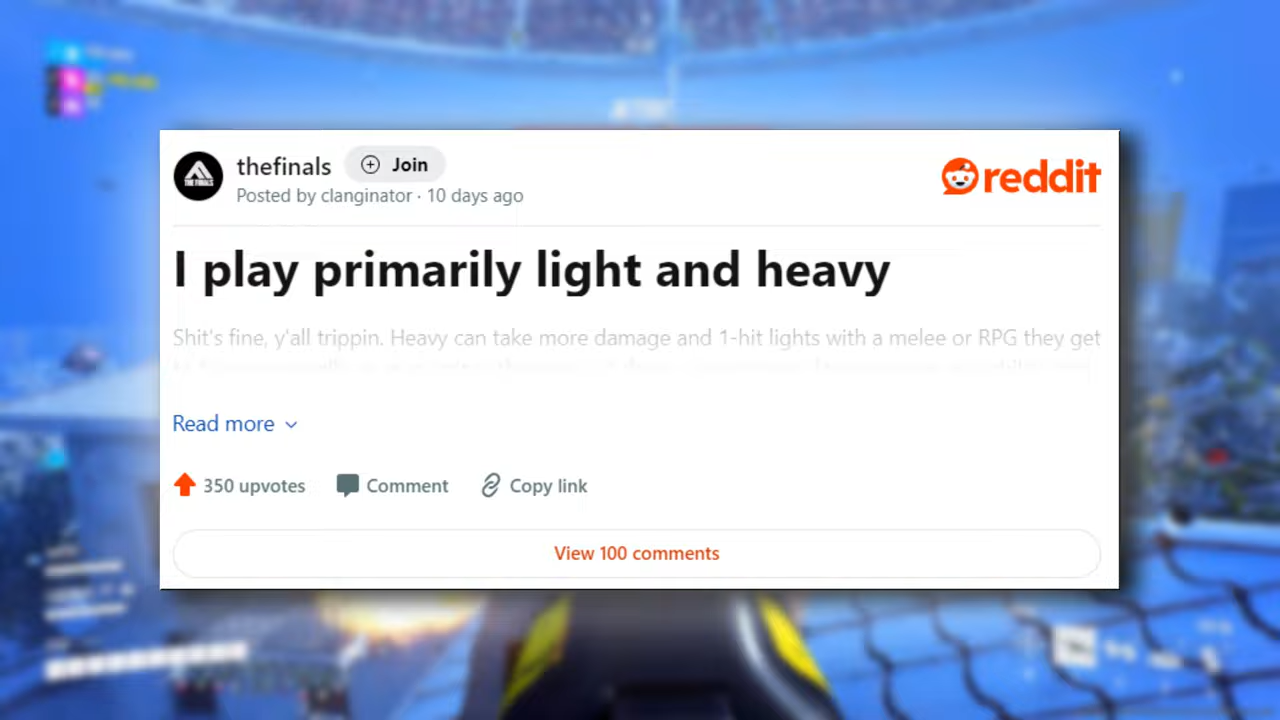 thefinals
Join
reddit
THE FINALS
Posted by clanginator · 10 days ago
I play primarily light and heavy
Shit's fine, y'all trippin. Heavy can take more damage and 1-hit lights with a melee or RPG they get
Read more
350 upvotes
Comment
Copy link
View 100 comments